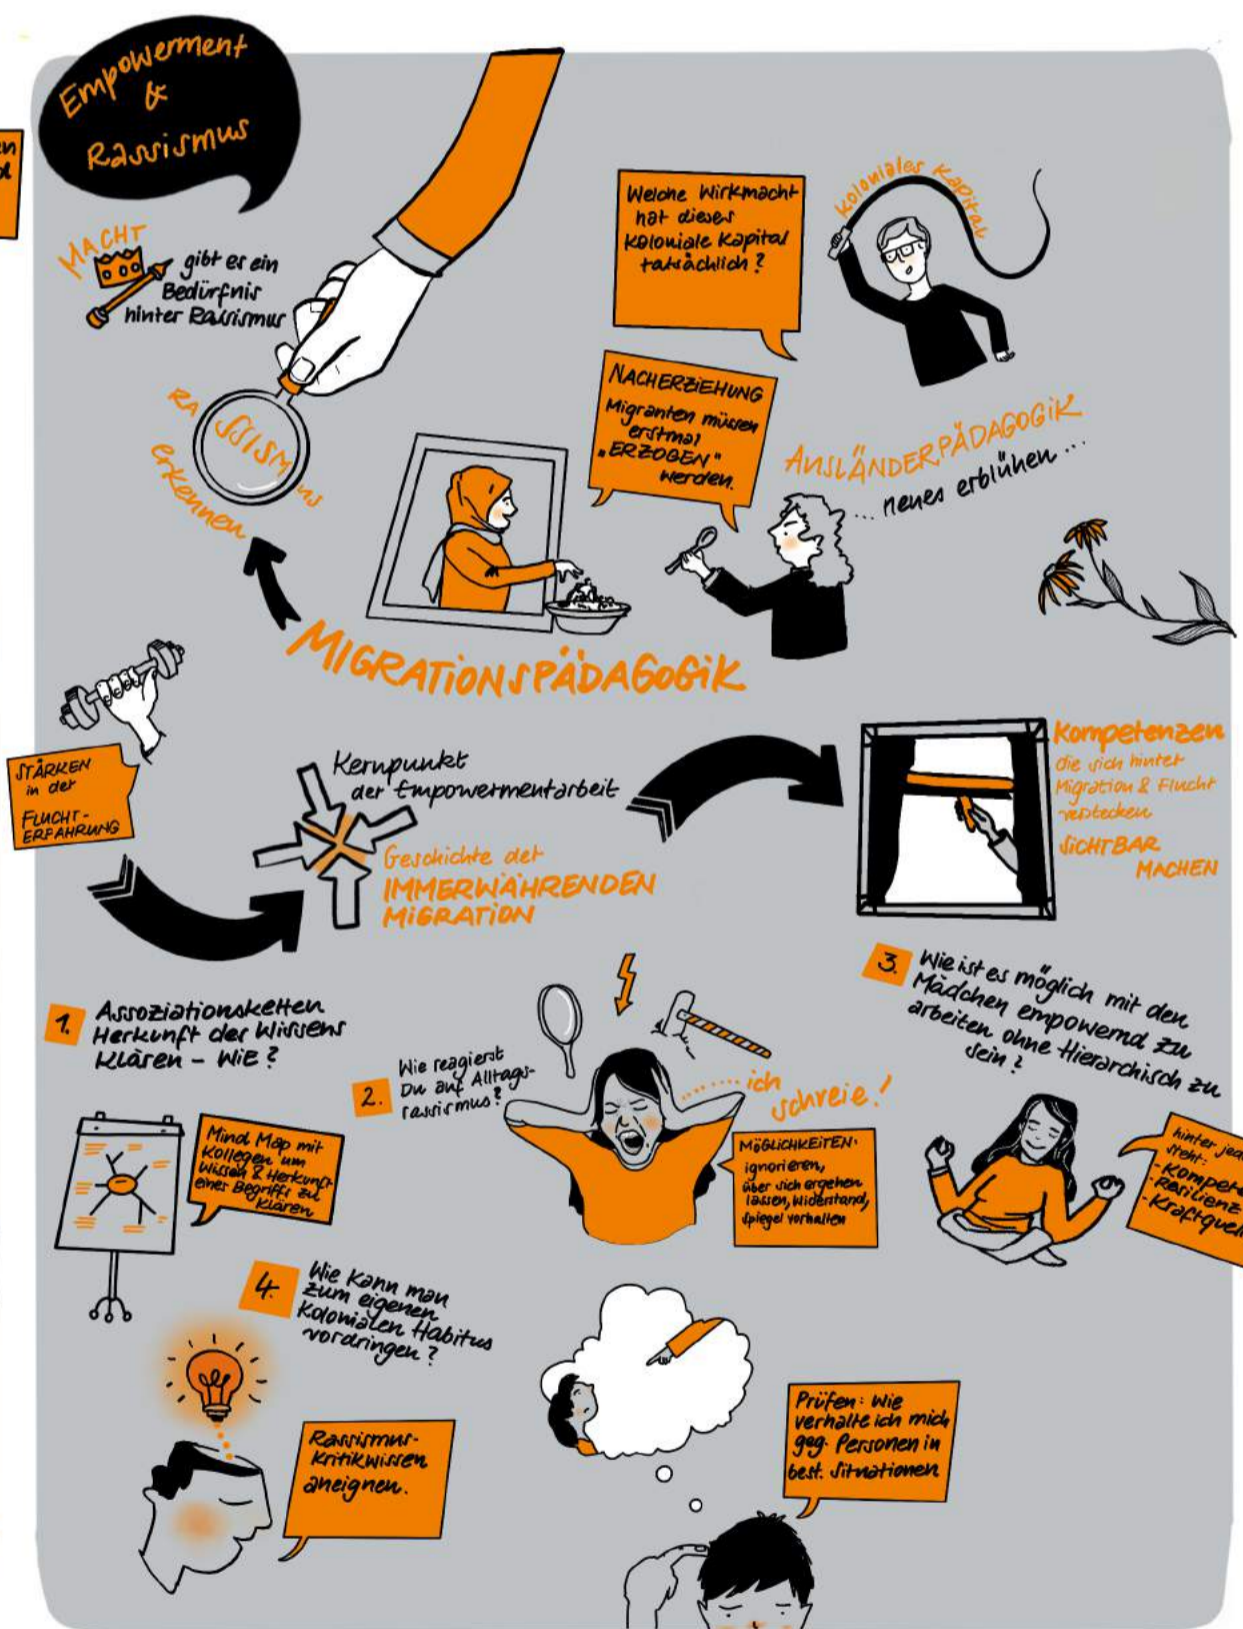 Empowerment
&
Rassismus
MACHT
gibt es ein
Bedürfnis
hinter Rassismus
RASSISMUS
erkennen
Welche Wirkmacht
hat dieses
Koloniale Kapital
tatsächlich?
Koloniales Kapital
NACHERZIEHUNG
Migranten müssen
erstmal
"ERZOGEN"
werden.
AUSLÄNDERPÄDAGOGIK
... neues erblühen ...
MIGRATIONSPÄDAGOGIK
STÄRKEN
in der
FLUCHT-
ERFAHRUNG
Kernpunkt
der Empowermentarbeit
Geschichte der
IMMERWÄHRENDEN
MIGRATION
Kompetenzen
die sich hinter
Migration & Flucht
verstecken
SICHTBAR
MACHEN
1. Assoziationsketten
Herkunft der Wissens
klären - WIE?
Mind Map mit
Kollegen um
Wissen & Herkunft
eines Begriffs zu
klären
2. Wie reagierst
Du auf Alltags-
rassismus?
ich
schreie!
MÖGLICHKEITEN:
ignorieren,
über sich ergehen
lassen, Widerstand,
Spiegel vorhalten
3. Wie ist es möglich mit den
Mädchen empowernd zu
arbeiten ohne Hierarchisch zu
sein?
hinter
steht:
- Resilienz
4. Wie kann man
zum eigenen
Kolonialen Habitus
vordringen?
Rassismus-
kritikwissen
aneignen.
Prüfen: Wie
verhalte ich mich
geg. Personen in
best. Situationen